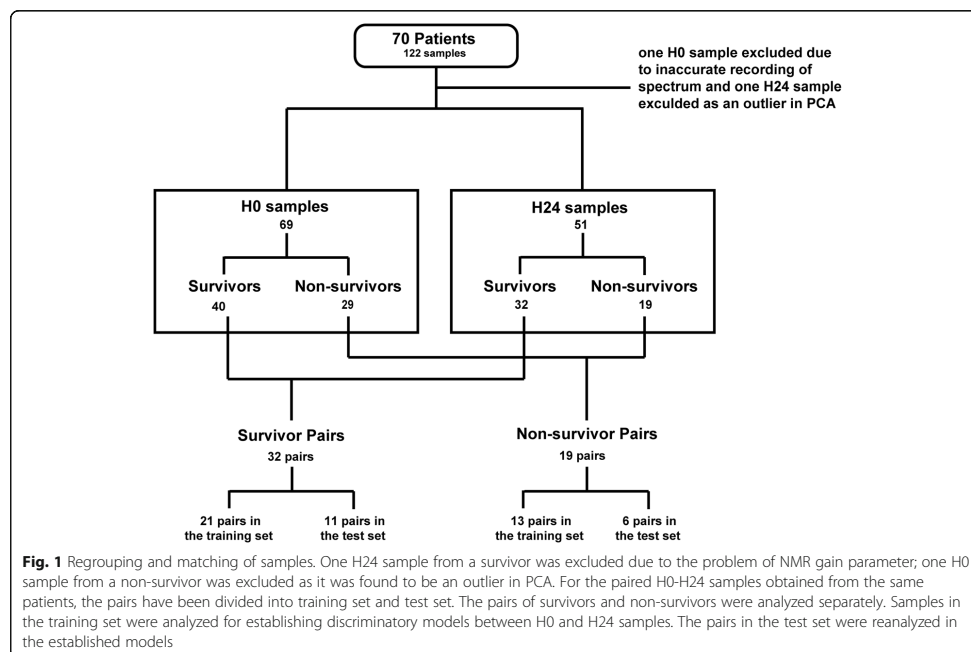 70 Patients
122 samples
one H0 sample excluded due
to inaccurate recording of
spectrum and one H24 sample
exculded as an outlier in PCA
H0 samples
69
Survivors
40
Non-survivors
29
H24 samples
51
Survivors
32
Non-survivors
19
Survivor Pairs
32 pairs
Non-survivor Pairs
19 pairs
21 pairs in
the training set
11 pairs in
the test set
13 pairs in
the training set
6 pairs in
the test set
Fig. 1 Regrouping and matching of samples. One H24 sample from a survivor was excluded due to the problem of NMR gain parameter; one H0
sample from a non-survivor was excluded as it was found to be an outlier in PCA. For the paired H0-H24 samples obtained from the same
patients, the pairs have been divided into training set and test set. The pairs of survivors and non-survivors were analyzed separately. Samples in
the training set were analyzed for establishing discriminatory models between H0 and H24 samples. The pairs in the test set were reanalyzed in
the established models